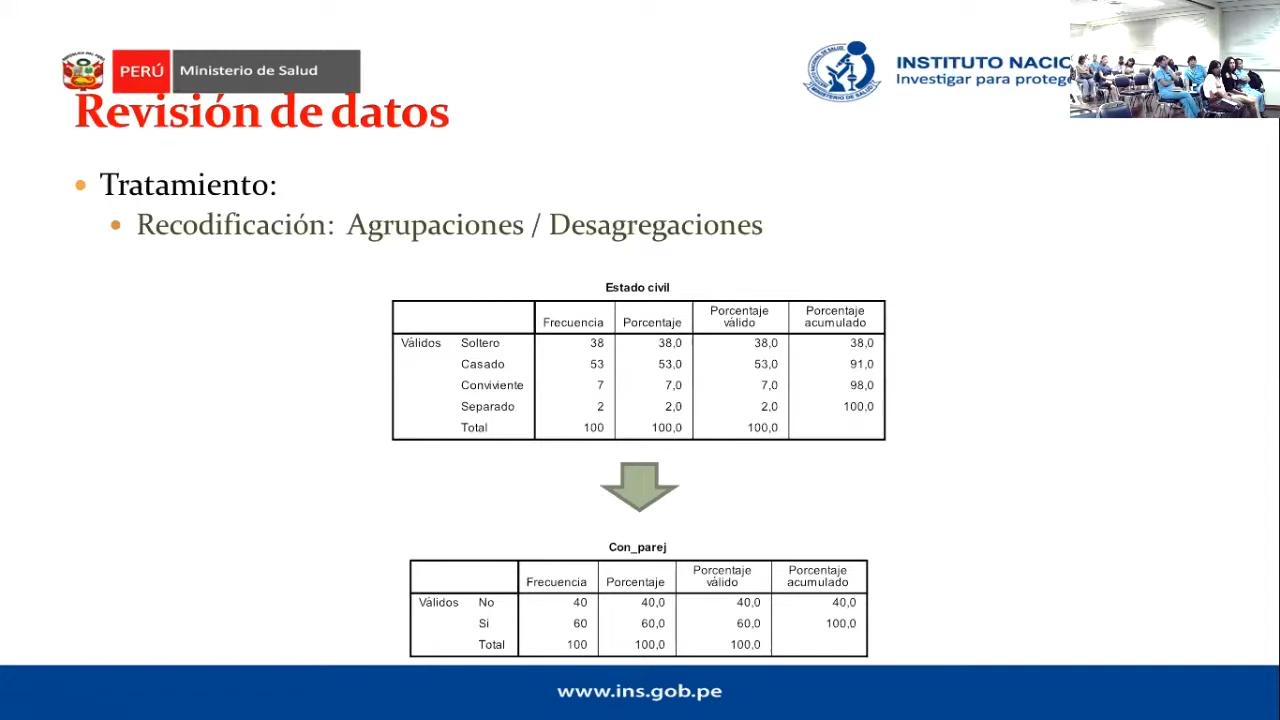 PERÚ Ministerio de Salud
INSTITUTO NACIO
Investigar para protege
Revisión de datos
Tratamiento:
Recodificación: Agrupaciones / Desagregaciones
Estado civil
Frecuencia Porcentaje Porcentaje válido Porcentaje acumulado
Válidos Soltero 38 38,0 38,0 38,0
Casado 53 53,0 53,0 91,0
Conviviente 7 7,0 7,0 98,0
Separado 2 2,0 2,0 100,0
Total 100 100,0 100,0
Con_parej
Frecuencia Porcentaje Porcentaje válido Porcentaje acumulado
Válidos No 40 40,0 40,0 40,0
Si 60 60,0 60,0 100,0
Total 100 100,0 100,0
www.ins.gob.pe